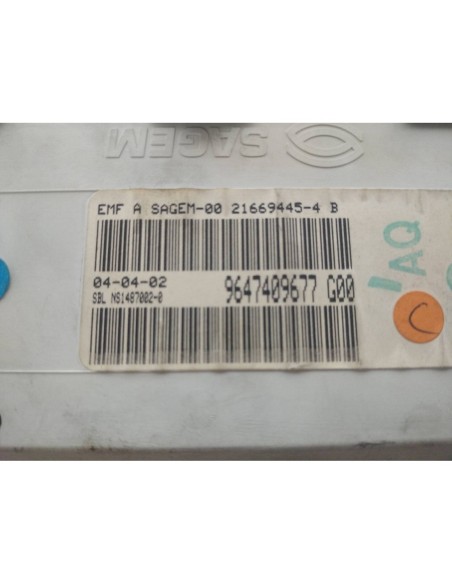 SAGEM
EMF A SAGEM-00 21669445-4 B
04-04-02
9647409677 G00
SBL NS1487002-0
AQ
C